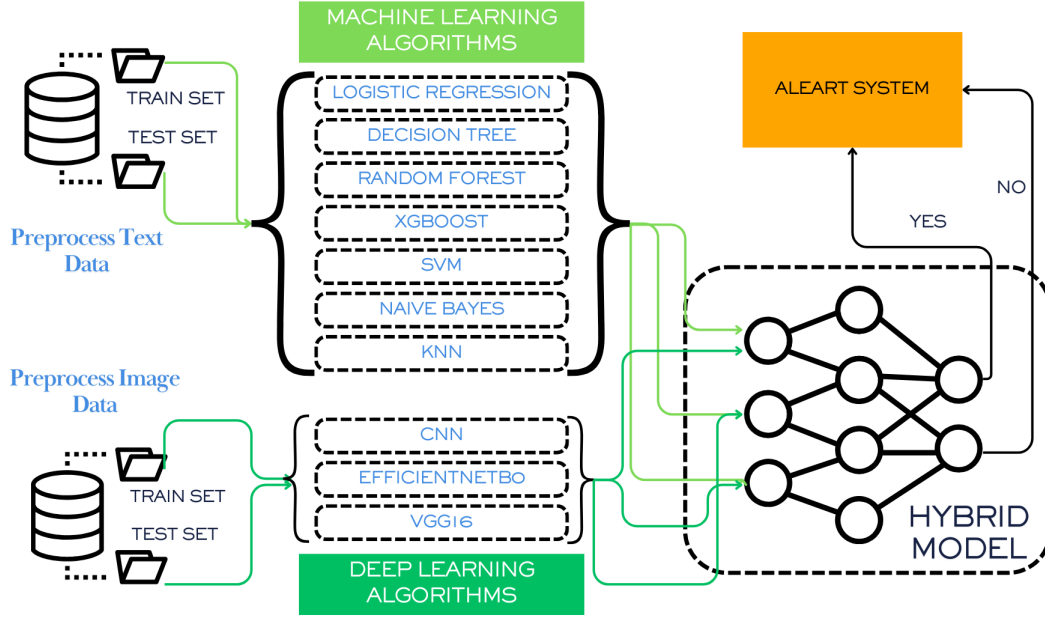 MACHINE LEARNING
ALGORITHMS
TRAIN SET
TEST SET
Preprocess Text
Data
LOGISTIC REGRESSION
DECISION TREE
RANDOM FOREST
XGBOOST
SVM
NAIVE BAYES
KNN
ALEART SYSTEM
YES
NO
Preprocess Image
Data
TRAIN SET
TEST SET
CNN
EFFICIENTNETB0
VGG16
DEEP LEARNING
ALGORITHMS
HYBRID
MODEL